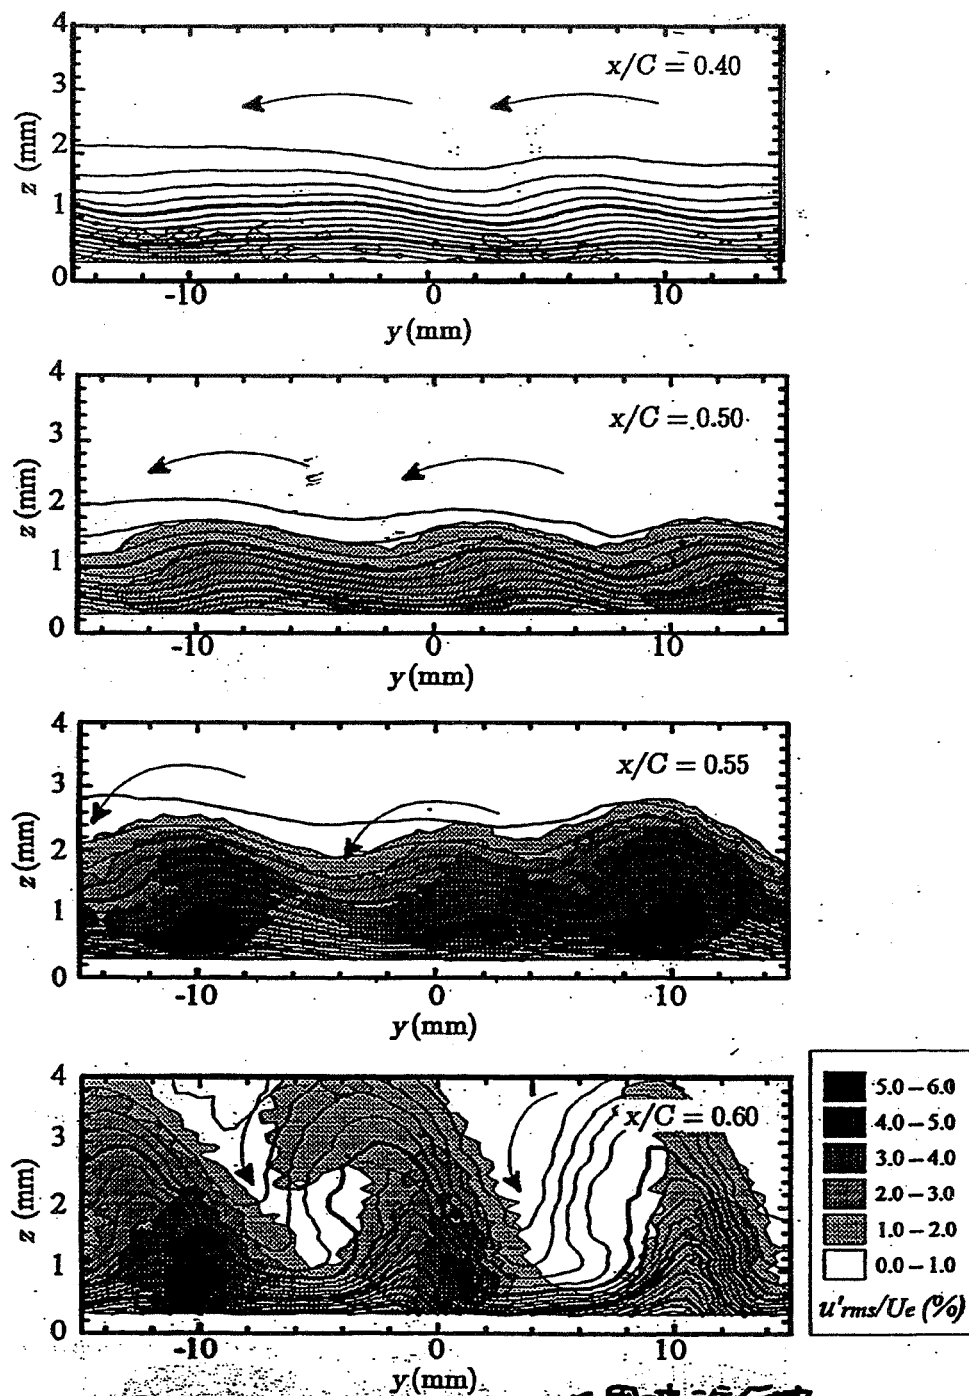 4
x/C = 0.40
3
z (mm)
2
1
0
-10 0 10
y (mm)
4
x/C = 0.50
3
z (mm)
2
1
0
-10 0 10
y (mm)
4
x/C = 0.55
3
z (mm)
2
1
0
-10 0 10
y (mm)
4
x/C = 0.60
3
z (mm)
2
1
0
-10 0 10
y (mm)
5.0 – 6.0
4.0 – 5.0
3.0 – 4.0
2.0 – 3.0
1.0 – 2.0
0.0 – 1.0
u'rms/Ue (%)